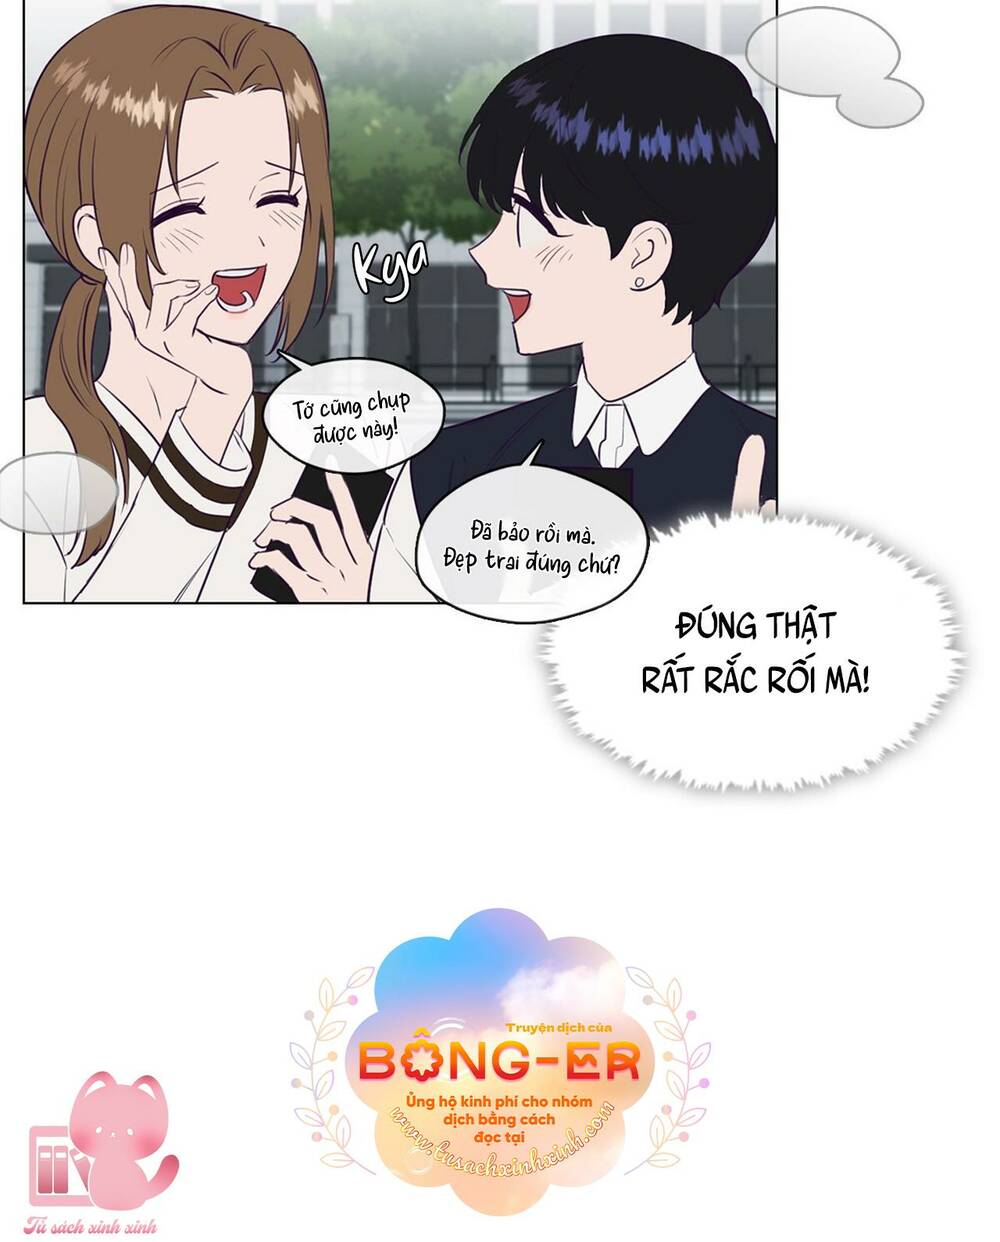 Kya
Tớ cũng chụp
được này!
Đã bảo rồi mà.
Đẹp trai đúng chứ?
ĐÚNG THẬT
RẤT RẮC RỐI MÀ!
Truyện dịch của
BÔNG-ER
Ủng hộ kinh phí cho nhóm
dịch bằng cách
đọc tại
www.tusachxinhxinh.com
Tủ sách xinh xinh